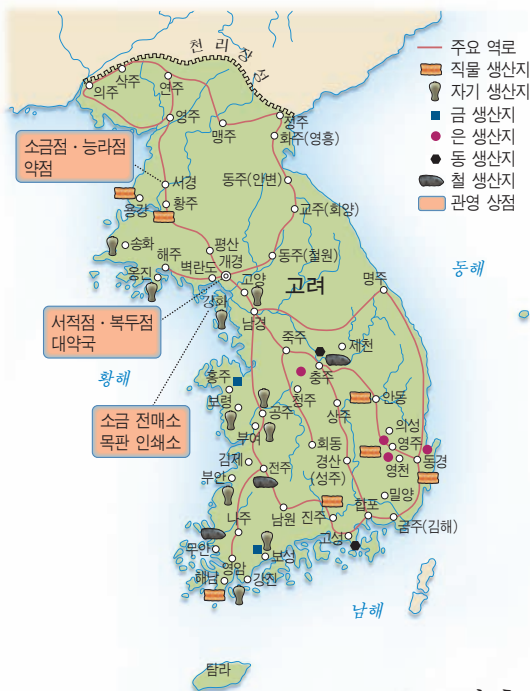 천리장성
주요 역로
직물 생산지
자기 생산지
금 생산지
은 생산지
동 생산지
철 생산지
관영 상점
삭주
연주
의주
영주
맹주
정주
화주(영흥)
소금점·능라점
약점
서경
황주
용강
동주(안변)
교주(회양)
송화
해주
평산
동주(철원)
옹진
벽란도
개경
고양
고려
강화
남경
명주
동해
서적점·복두점
대약국
황해
죽주
제천
충주
홍주
청주
안동
소금 전매소
목판 인쇄소
보령
공주
상주
의성
부여
회동
영주
동경
김제
전주
경산
(성주)
영천
부안
밀양
나주
남원
진주
합포
금주(김해)
고성
무안
영암
보성
해남
강진
남해
탐라